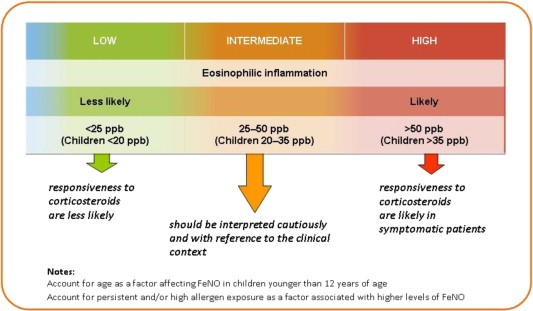 LOW INTERMEDIATE HIGH
Eosinophilic inflammation
Less likely Likely
<25 ppb 25–50 ppb >50 ppb
(Children <20 ppb) (Children 20–35 ppb) (Children >35 ppb)
responsiveness to
corticosteroids
are less likely
should be interpreted cautiously
and with reference to the clinical
context
responsiveness to
corticosteroids
are likely in
symptomatic patients
Notes:
Account for age as a factor affecting FeNO in children younger than 12 years of age
Account for persistent and/or high allergen exposure as a factor associated with higher levels of FeNO